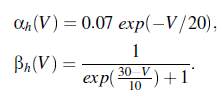 αₕ(V) = 0.07 exp(−V/20),
βₕ(V) = 1 / (exp((30−V)/10) + 1) .